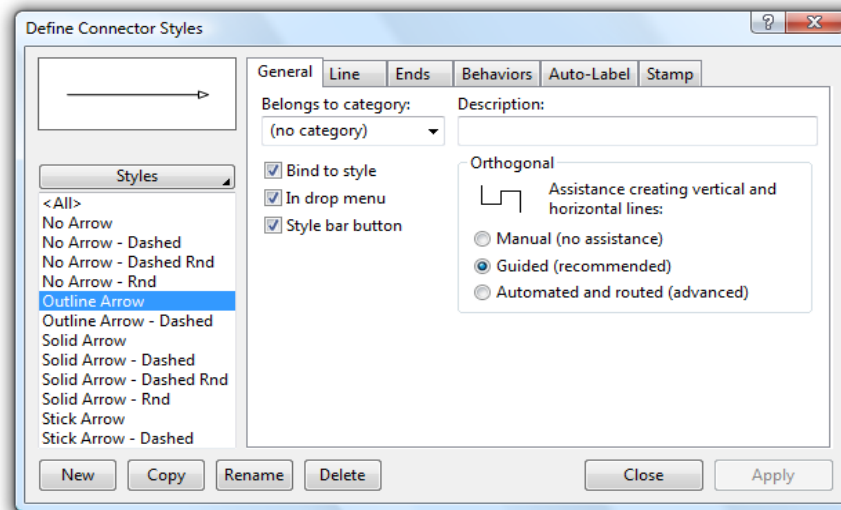 Define Connector Styles
?
X
General Line Ends Behaviors Auto-Label Stamp
Belongs to category:
(no category)
Description:
Bind to style
In drop menu
Style bar button
Orthogonal
Assistance creating vertical and
horizontal lines:
Manual (no assistance)
Guided (recommended)
Automated and routed (advanced)
Styles
<All>
No Arrow
No Arrow - Dashed
No Arrow - Dashed Rnd
No Arrow - Rnd
Outline Arrow
Outline Arrow - Dashed
Solid Arrow
Solid Arrow - Dashed
Solid Arrow - Dashed Rnd
Solid Arrow - Rnd
Stick Arrow
Stick Arrow - Dashed
New Copy Rename Delete Close Apply